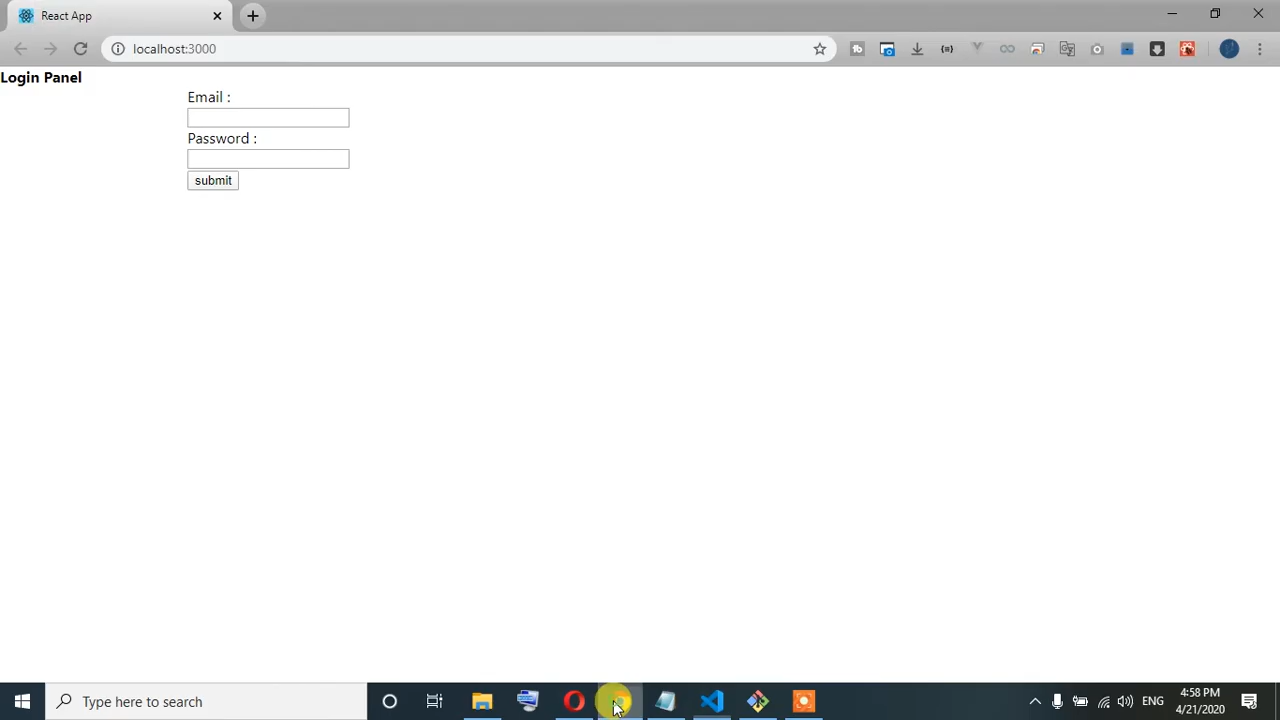 React App
localhost:3000
Login Panel
Email :
Password :
submit
Type here to search
ENG
4:58 PM
4/21/2020